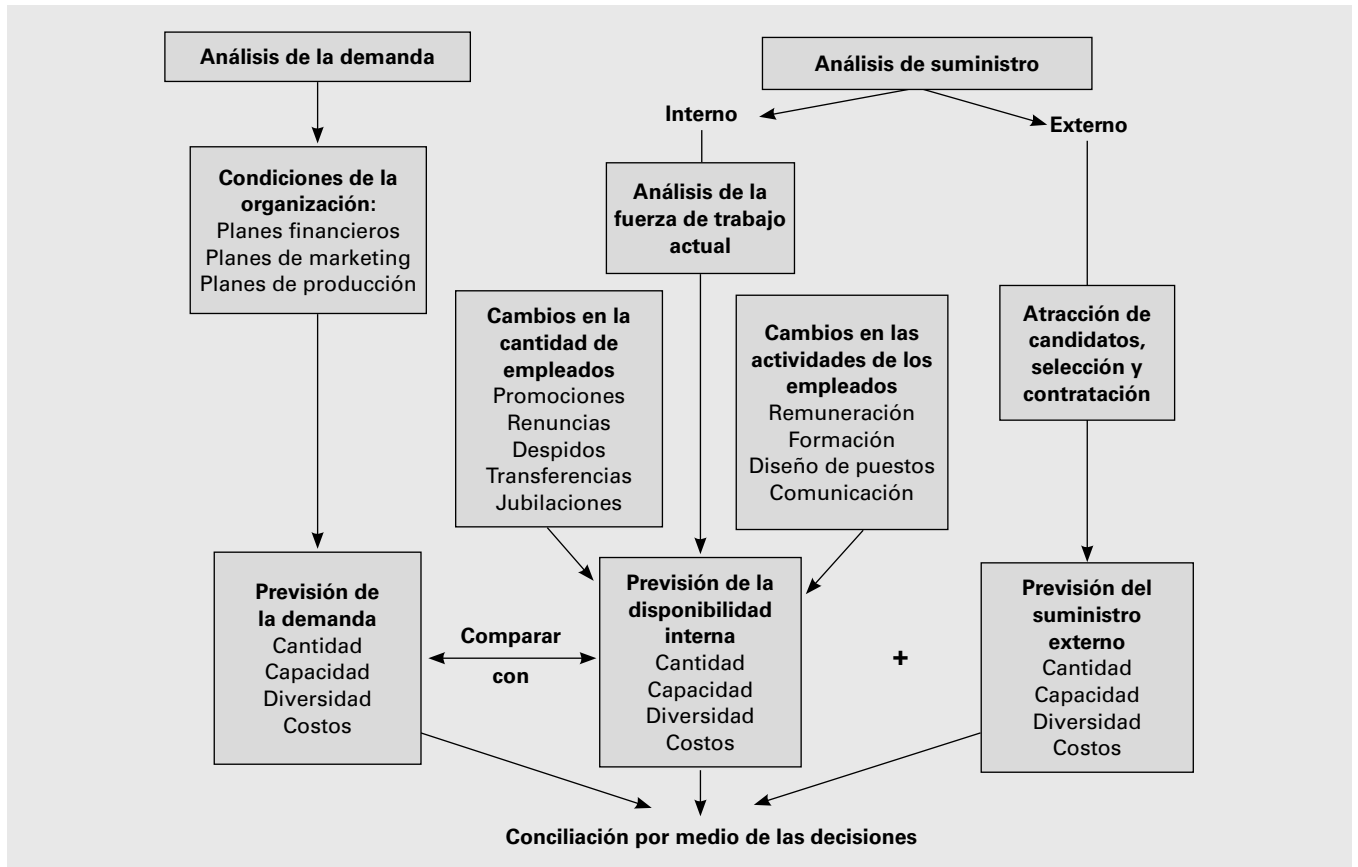 Análisis de la demanda
Análisis de suministro
Interno
Externo
Condiciones de la
organización:
Planes financieros
Planes de marketing
Planes de producción
Análisis de la
fuerza de trabajo
actual
Cambios en la
cantidad de
empleados
Promociones
Renuncias
Despidos
Transferencias
Jubilaciones
Cambios en las
actividades de los
empleados
Remuneración
Formación
Diseño de puestos
Comunicación
Atracción de
candidatos,
selección y
contratación
Previsión de
la demanda
Cantidad
Capacidad
Diversidad
Costos
Comparar
con
Previsión de la
disponibilidad
interna
Cantidad
Capacidad
Diversidad
Costos
+
Previsión del
suministro
externo
Cantidad
Capacidad
Diversidad
Costos
Conciliación por medio de las decisiones